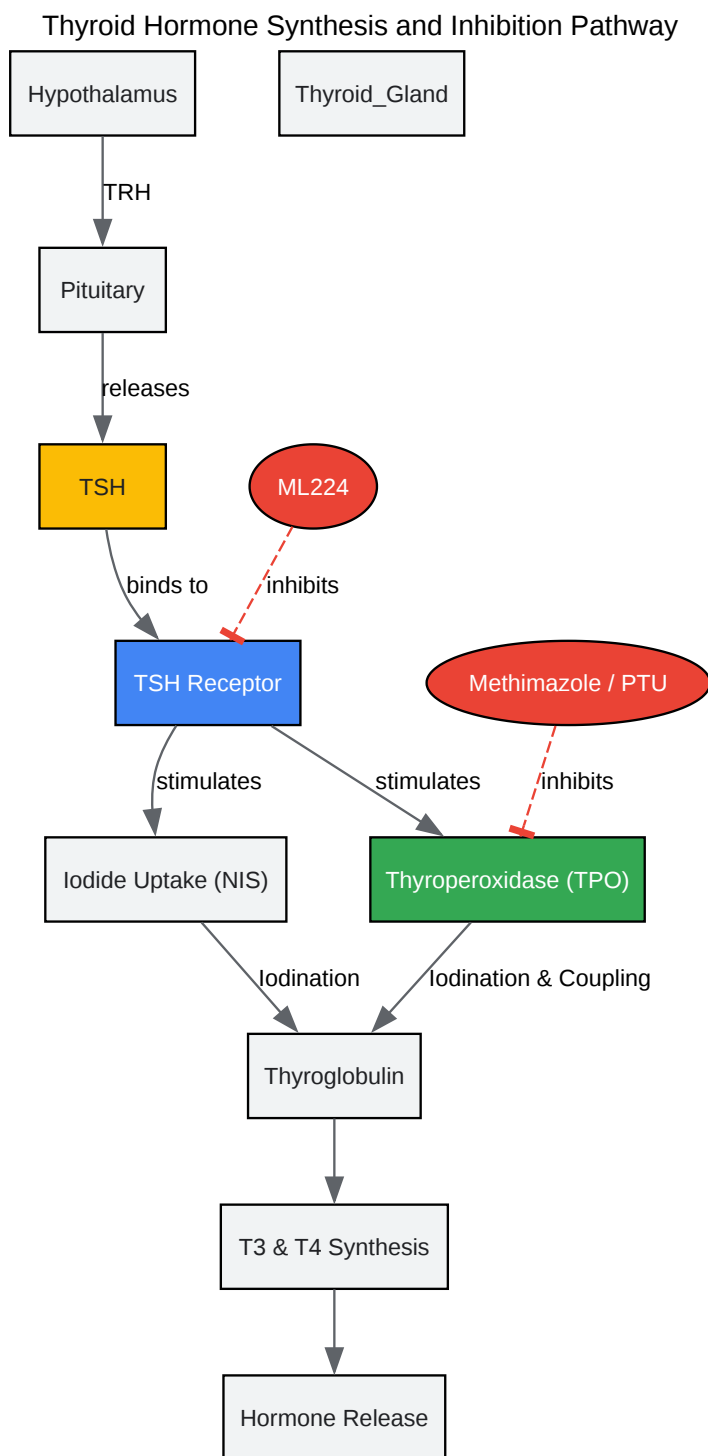 Thyroid Hormone Synthesis and Inhibition Pathway
Hypothalamus
Thyroid_Gland
TRH
Pituitary
releases
TSH
ML224
binds to
inhibits
TSH Receptor
Methimazole / PTU
stimulates
stimulates
inhibits
Iodide Uptake (NIS)
Thyroperoxidase (TPO)
Iodination
Iodination & Coupling
Thyroglobulin
T3 & T4 Synthesis
Hormone Release